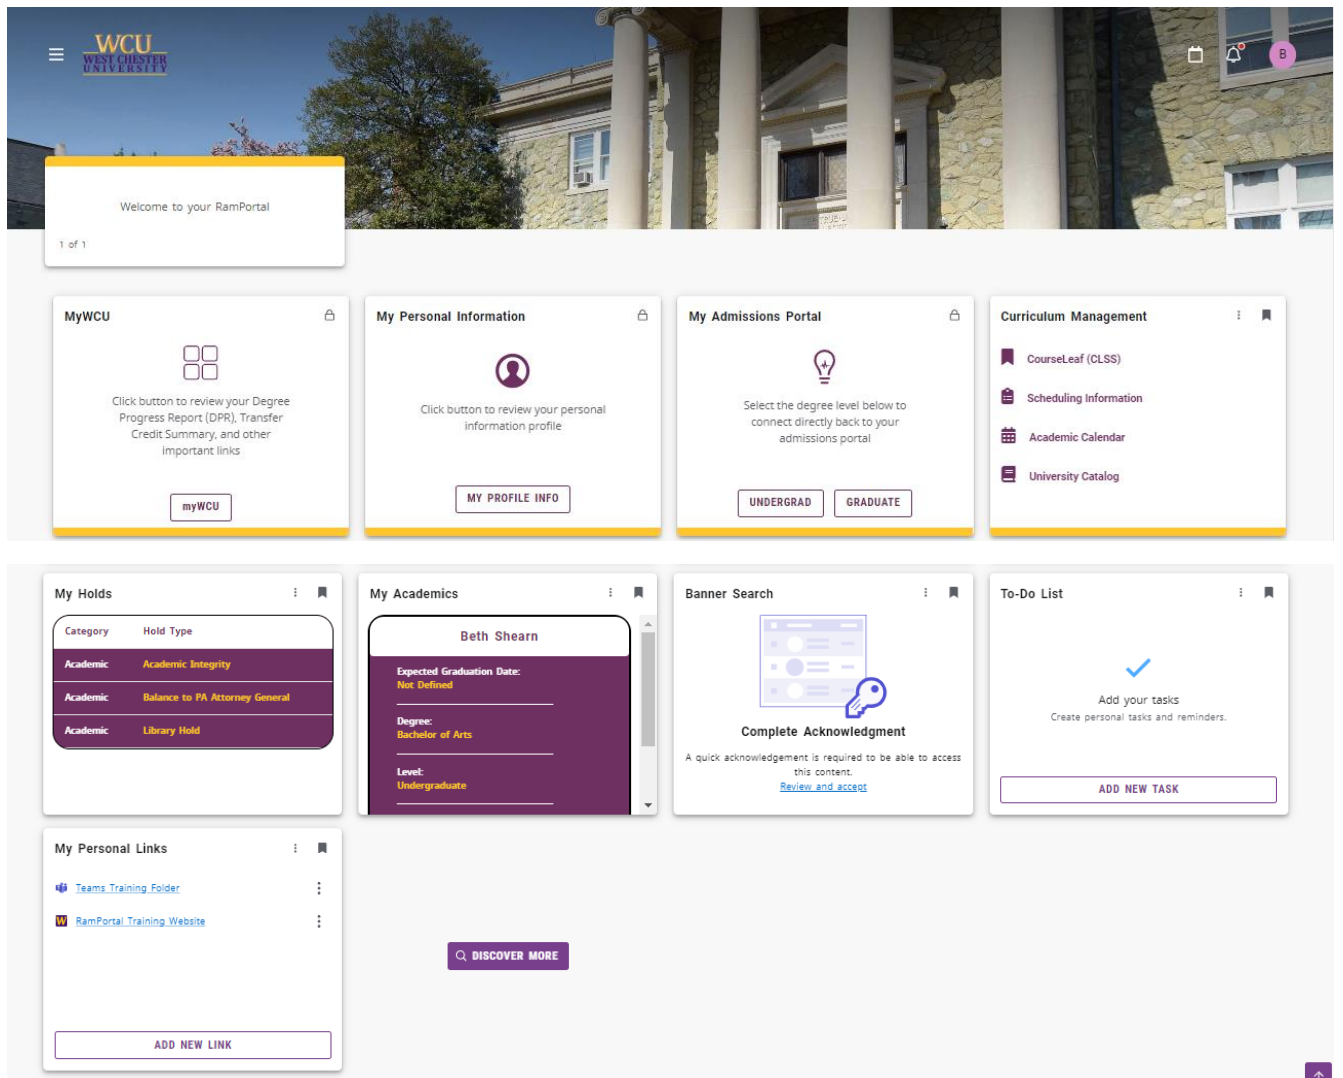 WCU
WEST CHESTER
UNIVERSITY
B
Welcome to your RamPortal
1 of 1
MyWCU
Click button to review your Degree
Progress Report (DPR), Transfer
Credit Summary, and other
important links
myWCU
My Personal Information
Click button to review your personal
information profile
MY PROFILE INFO
My Admissions Portal
Select the degree level below to
connect directly back to your
admissions portal
UNDERGRAD
GRADUATE
Curriculum Management
CourseLeaf (CLSS)
Scheduling Information
Academic Calendar
University Catalog
My Holds
Category Hold Type
Academic Academic Integrity
Academic Balance to PA Attorney General
Academic Library Hold
My Academics
Beth Shearn
Expected Graduation Date:
Not Defined
Degree:
Bachelor of Arts
Level:
Undergraduate
Banner Search
Complete Acknowledgment
A quick acknowledgement is required to be able to access
this content.
Review and accept
To-Do List
Add your tasks
Create personal tasks and reminders.
ADD NEW TASK
My Personal Links
Teams Training Folder
W RamPortal Training Website
ADD NEW LINK
DISCOVER MORE